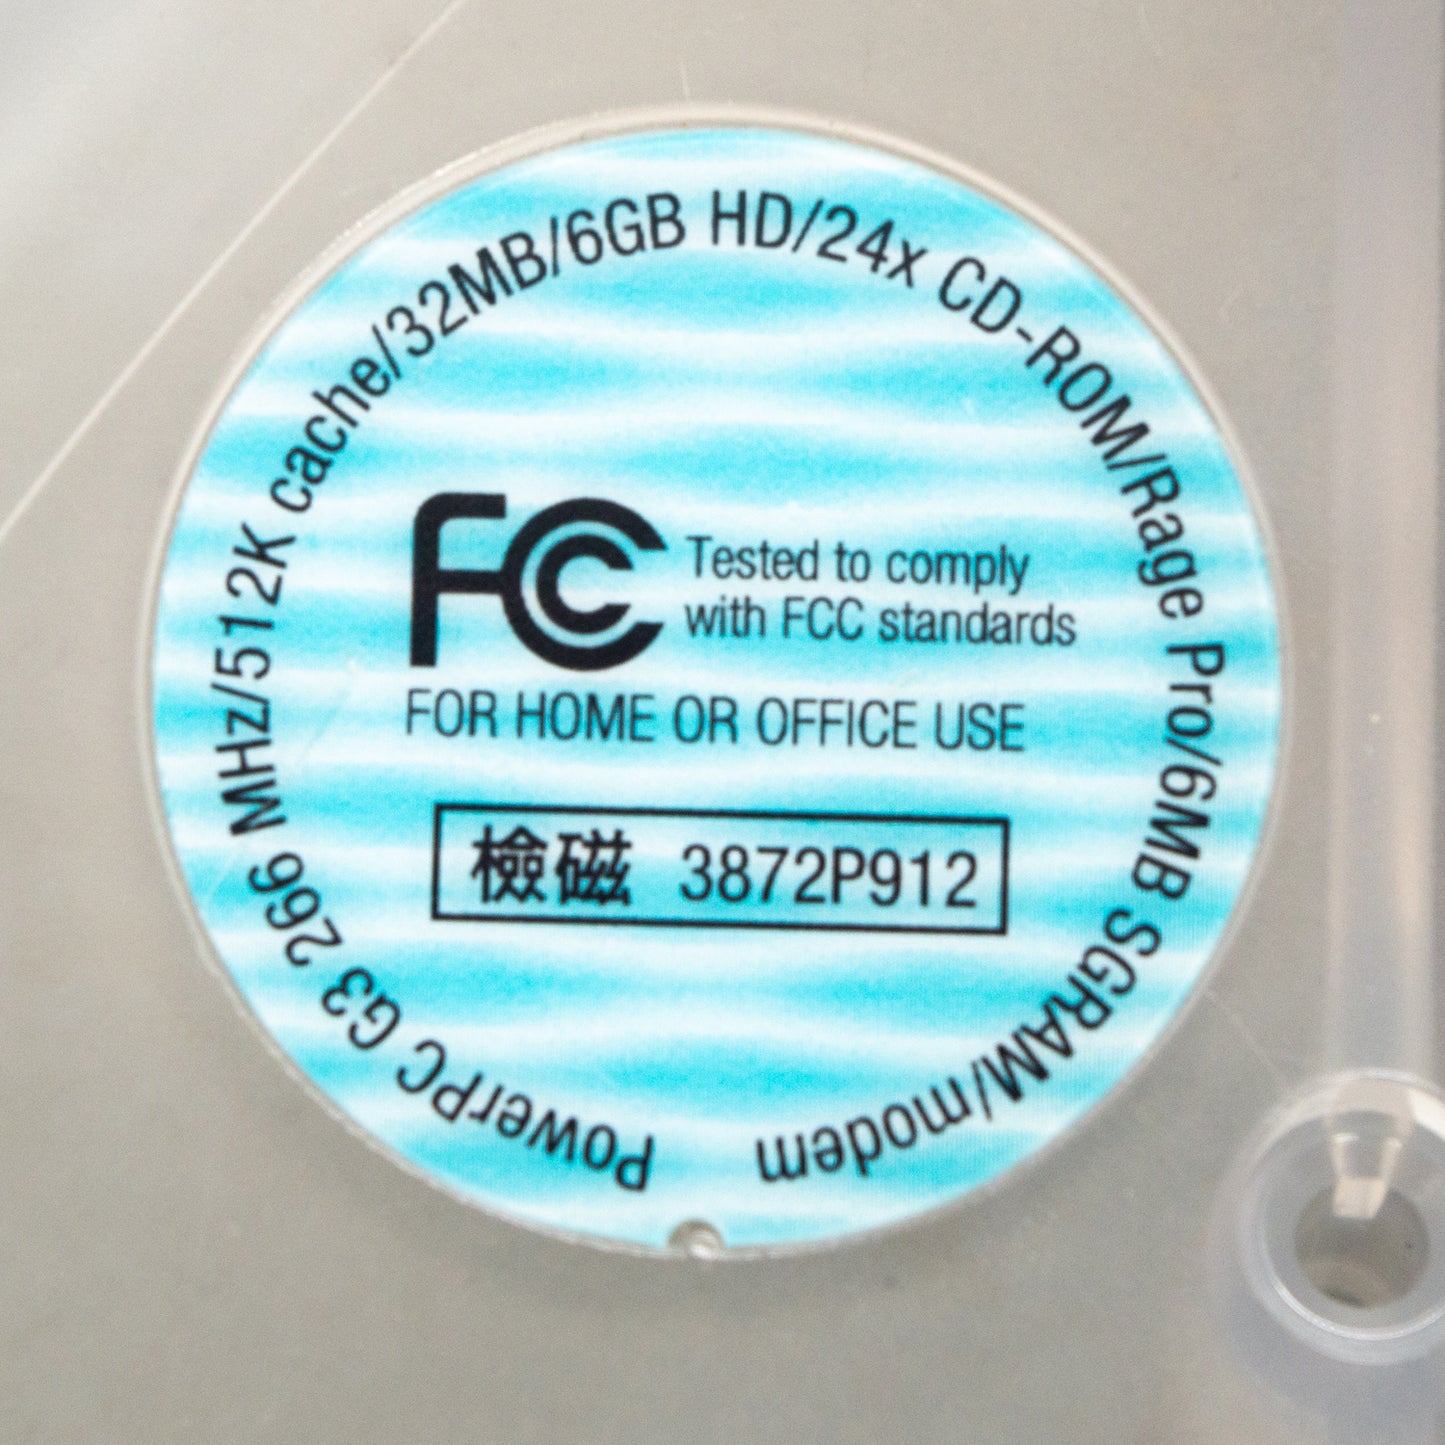 PowerPC G3 266 MHz/512K cache/32MB/6GB HD/24x CD-ROM/Rage Pro/6MB SGRAM/modem
FC Tested to comply
with FCC standards
FOR HOME OR OFFICE USE
檢磁 3872P912